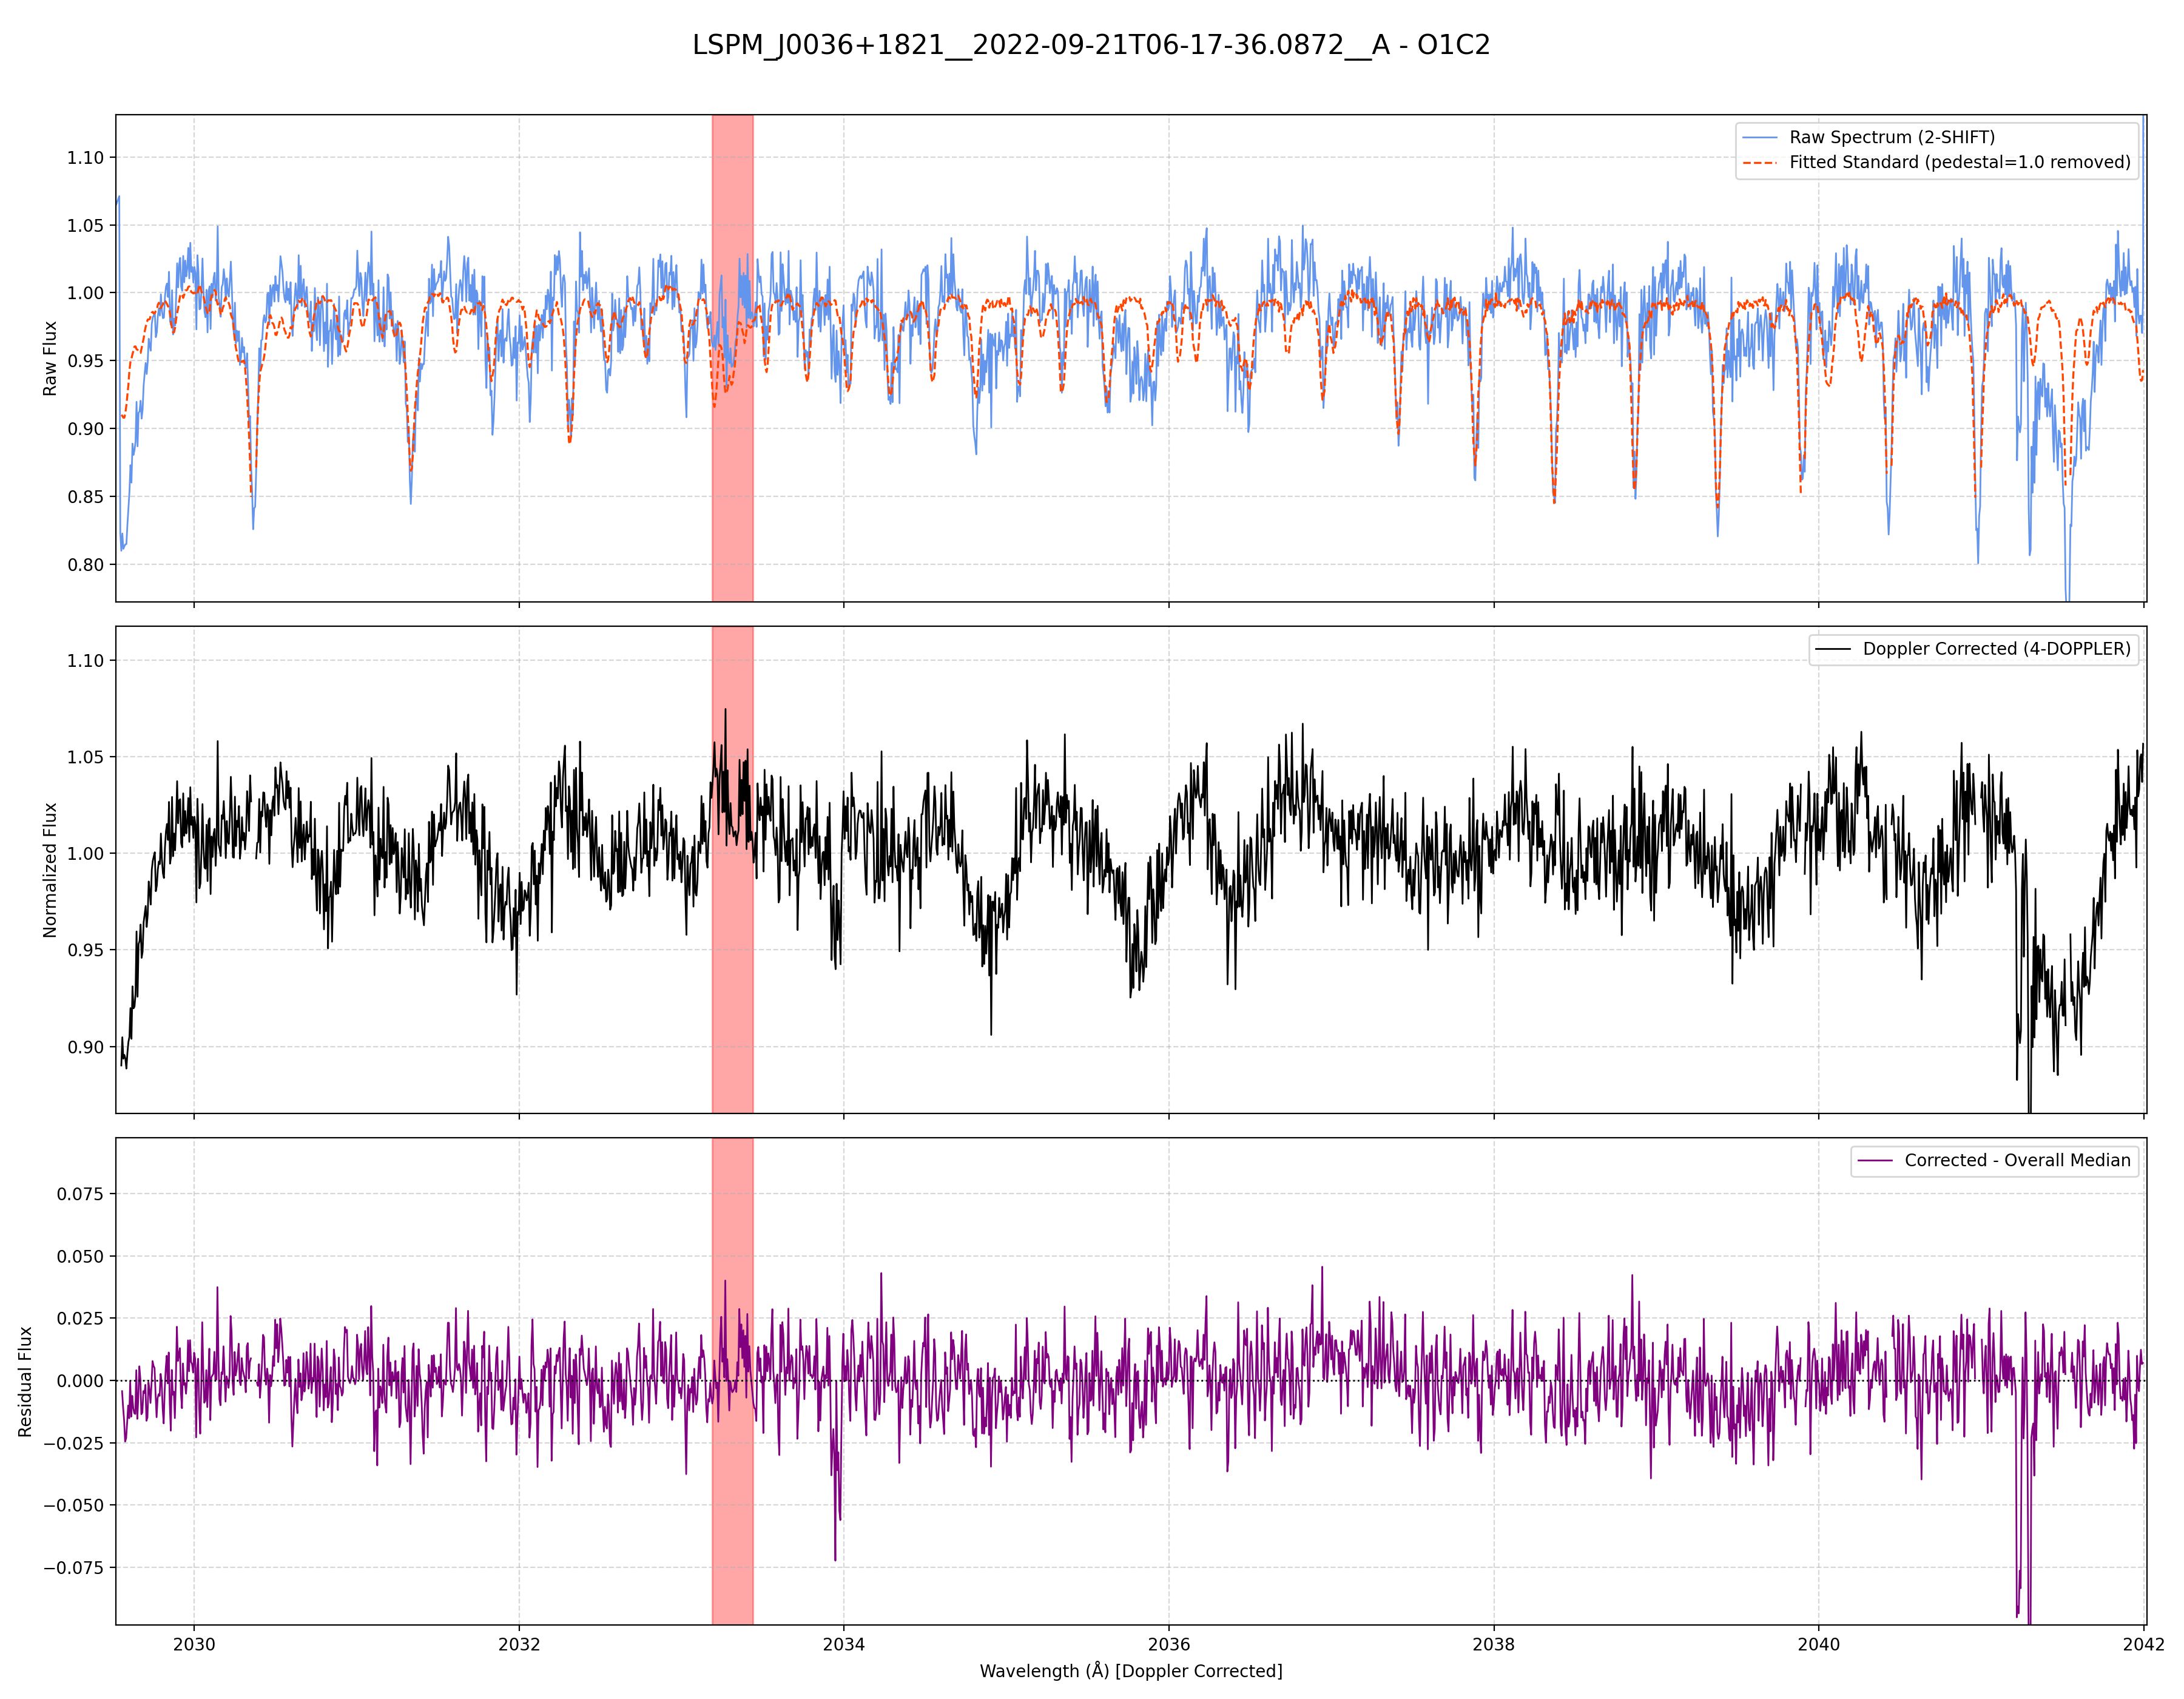 LSPM_J0036+1821__2022-09-21T06-17-36.0872__A - O1C2
Raw Flux
1.10
1.05
1.00
0.95
0.90
0.85
0.80
Raw Spectrum (2-SHIFT)
Fitted Standard (pedestal=1.0 removed)
Normalized Flux
1.10
1.05
1.00
0.95
0.90
Doppler Corrected (4-DOPPLER)
Residual Flux
0.075
0.050
0.025
0.000
−0.025
−0.050
−0.075
Corrected - Overall Median
2030 2032 2034 2036 2038 2040 2042
Wavelength (Å) [Doppler Corrected]